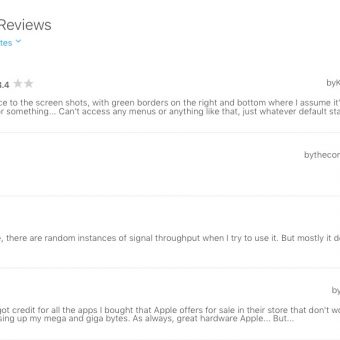 Reviews
tes
.4
byK
ce to the screen shots, with green borders on the right and bottom where I assume it'
or something... Can't access any menus or anything like that, just whatever default sta
bythecor
, there are random instances of signal throughput when I try to use it. But mostly it d
by
got credit for all the apps I bought that Apple offers for sale in their store that don't wo
sing up my mega and giga bytes. As always, great hardware Apple... But...